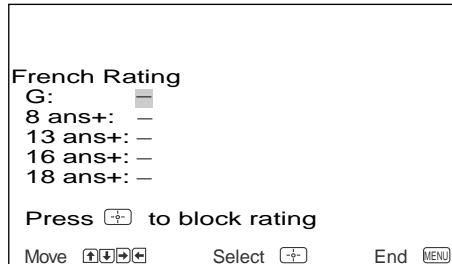 French Rating
G: –
8 ans+: –
13 ans+: –
16 ans+: –
18 ans+: –
Press to block rating
Move Select End MENU